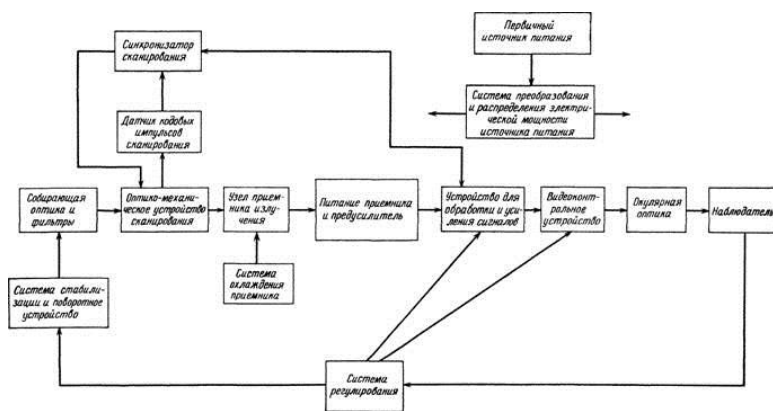 Первичный
источник питания
Синхронизатор
сканирования
Система преобразования
и распределения электри-
ческой мощности
источника питания
Датчик кодовых
импульсов
сканирования
Собирающая
оптика и
фильтры
Оптико-механи-
ческое устройство
сканирования
Узел прием-
ника излу-
чения
Питание приемника
и предусилитель
Устройство для
обработки и уси-
ления сигналов
Видеоконт-
рольное
устройство
Окулярная
оптика
Наблюдатель
Система стабили-
зации и поворотное
устройство
Система
охлаждения
приемника
Система
регулирования